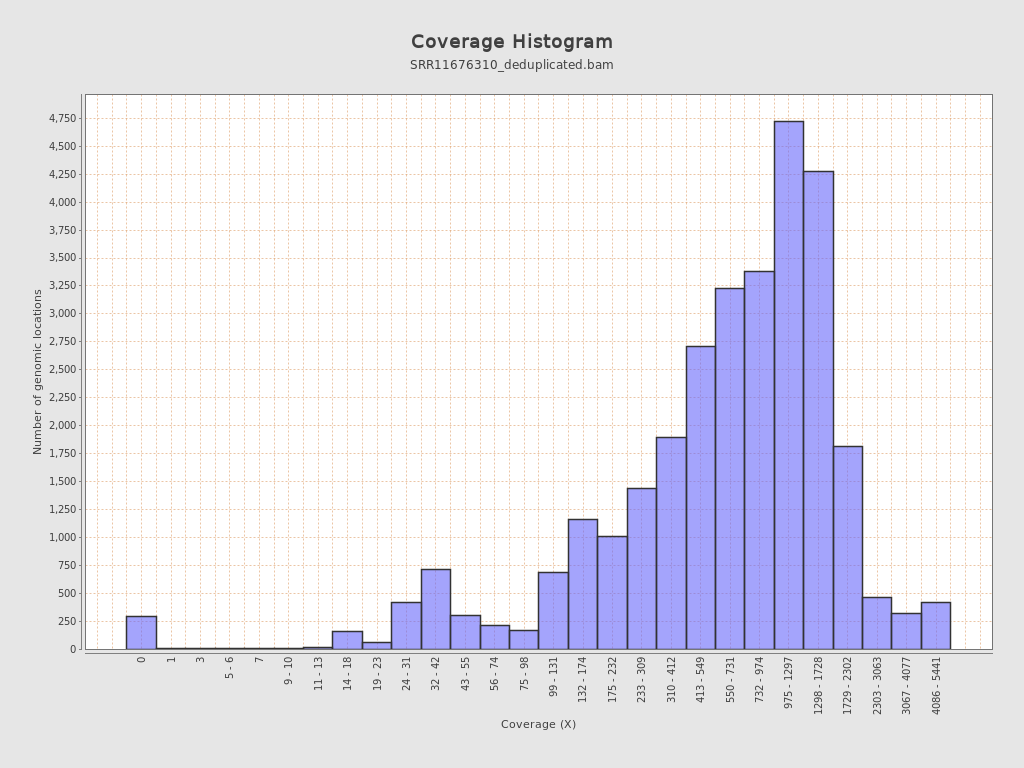 Coverage Histogram
SRR11676310_deduplicated.bam
Number of genomic locations
4,750
4,500
4,250
4,000
3,750
3,500
3,250
3,000
2,750
2,500
2,250
2,000
1,750
1,500
1,250
1,000
750
500
250
0
0
1
3
5 - 6
7
9 - 10
11 - 13
14 - 18
19 - 23
24 - 31
32 - 42
43 - 55
56 - 74
75 - 98
99 - 131
132 - 174
175 - 232
233 - 309
310 - 412
413 - 549
550 - 731
732 - 974
975 - 1297
1298 - 1728
1729 - 2302
2303 - 3063
3067 - 4077
4086 - 5441
Coverage (X)